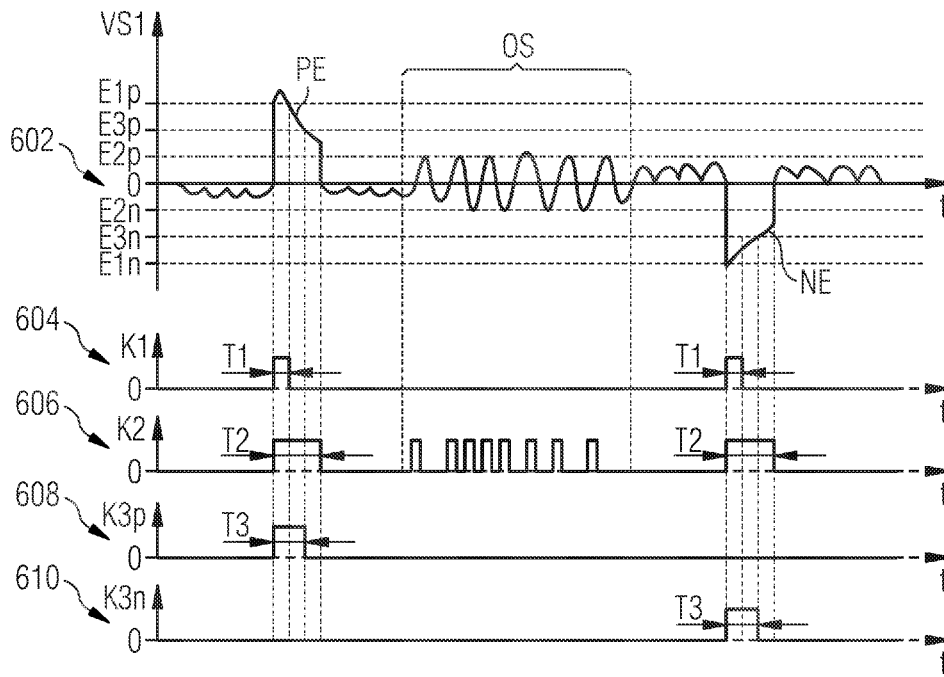 VS1
OS
PE
E1p
E3p
E2p
602
0
t
E2n
E3n
E1n
NE
604
K1
T1
T1
0
t
606
K2
T2
T2
0
t
608
K3p
T3
0
t
610
K3n
T3
0
t